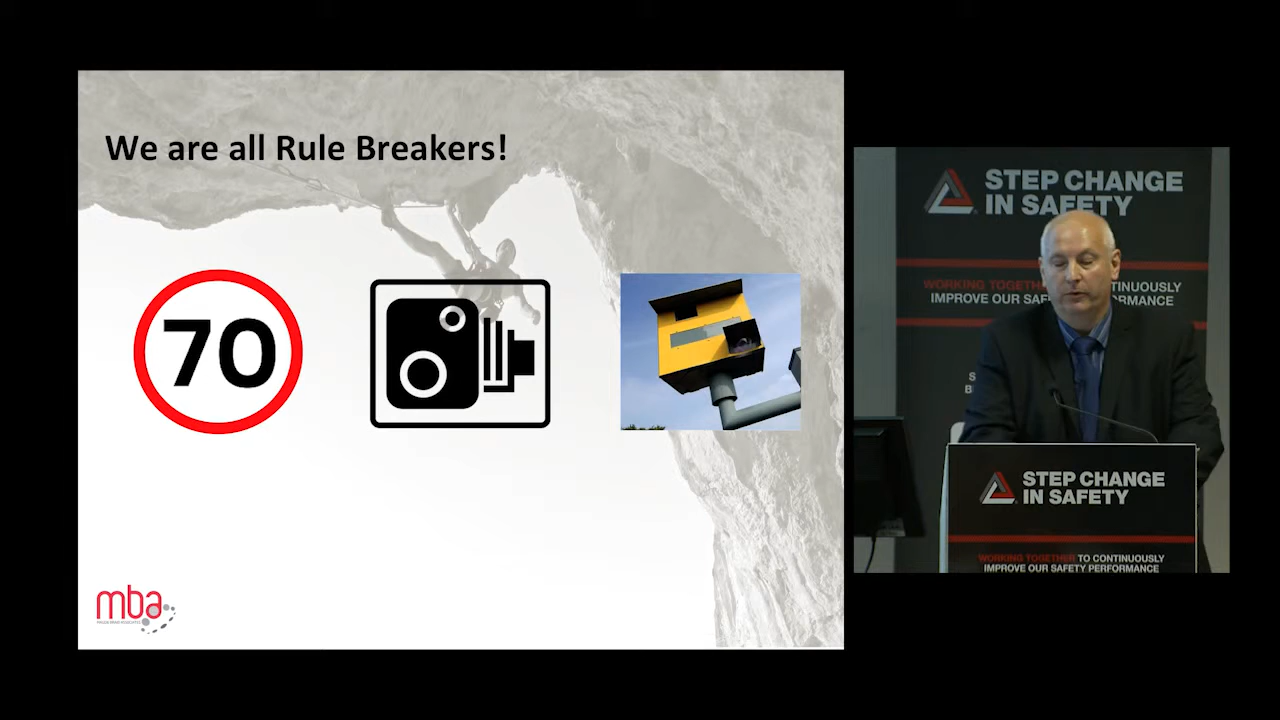 We are all Rule Breakers!
70
mba
STEP CHANGE
IN SAFETY
WORKING TOGETHER
CONTINUOUSLY
IMPROVE OUR SAFETY PERFORMANCE
STEP CHANGE
IN SAFETY
WORKING TOGETHER TO CONTINUOUSLY
IMPROVE OUR SAFETY PERFORMANCE